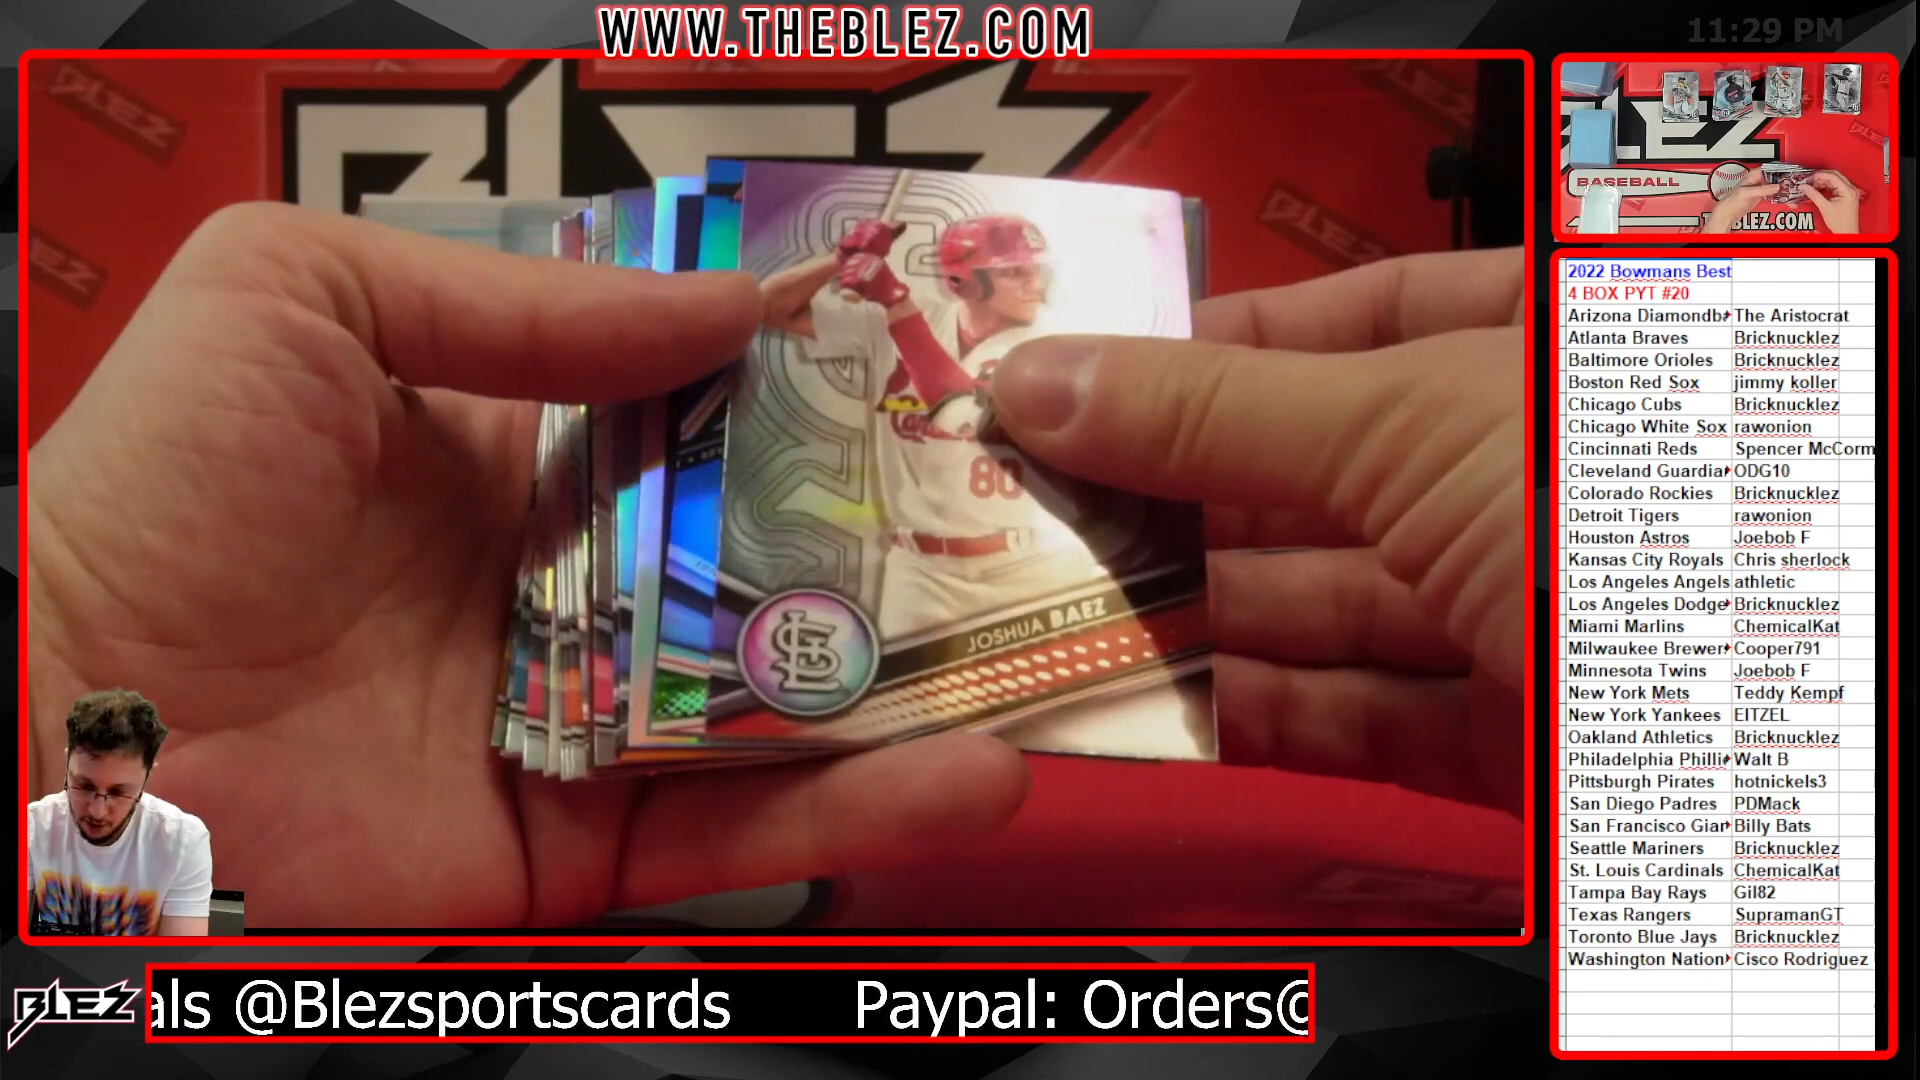 WWW.THEBLEZ.COM
11:29 PM
BLEZ
BLEZ
BLEZ
BLEZ
Cardinals
80
JOSHUA BAEZ
BASEBALL
THEBLEZ.COM
2022 Bowmans Best
4 BOX PYT #20
Arizona Diamondba The Aristocrat
Atlanta Braves Bricknucklez
Baltimore Orioles Bricknucklez
Boston Red Sox jimmy koller
Chicago Cubs Bricknucklez
Chicago White Sox rawonion
Cincinnati Reds Spencer McCorm
Cleveland Guardia ODG10
Colorado Rockies Bricknucklez
Detroit Tigers rawonion
Houston Astros Joebob F
Kansas City Royals Chris sherlock
Los Angeles Angels athletic
Los Angeles Dodge Bricknucklez
Miami Marlins ChemicalKat
Milwaukee Brewer Cooper791
Minnesota Twins Joebob F
New York Mets Teddy Kempf
New York Yankees EITZEL
Oakland Athletics Bricknucklez
Philadelphia Philli Walt B
Pittsburgh Pirates hotnickels3
San Diego Padres PDMack
San Francisco Gian Billy Bats
Seattle Mariners Bricknucklez
St. Louis Cardinals ChemicalKat
Tampa Bay Rays Gil82
Texas Rangers SupramanGT
Toronto Blue Jays Bricknucklez
Washington Nation Cisco Rodriguez
BLEZ
als @Blezsportscards Paypal: Orders@